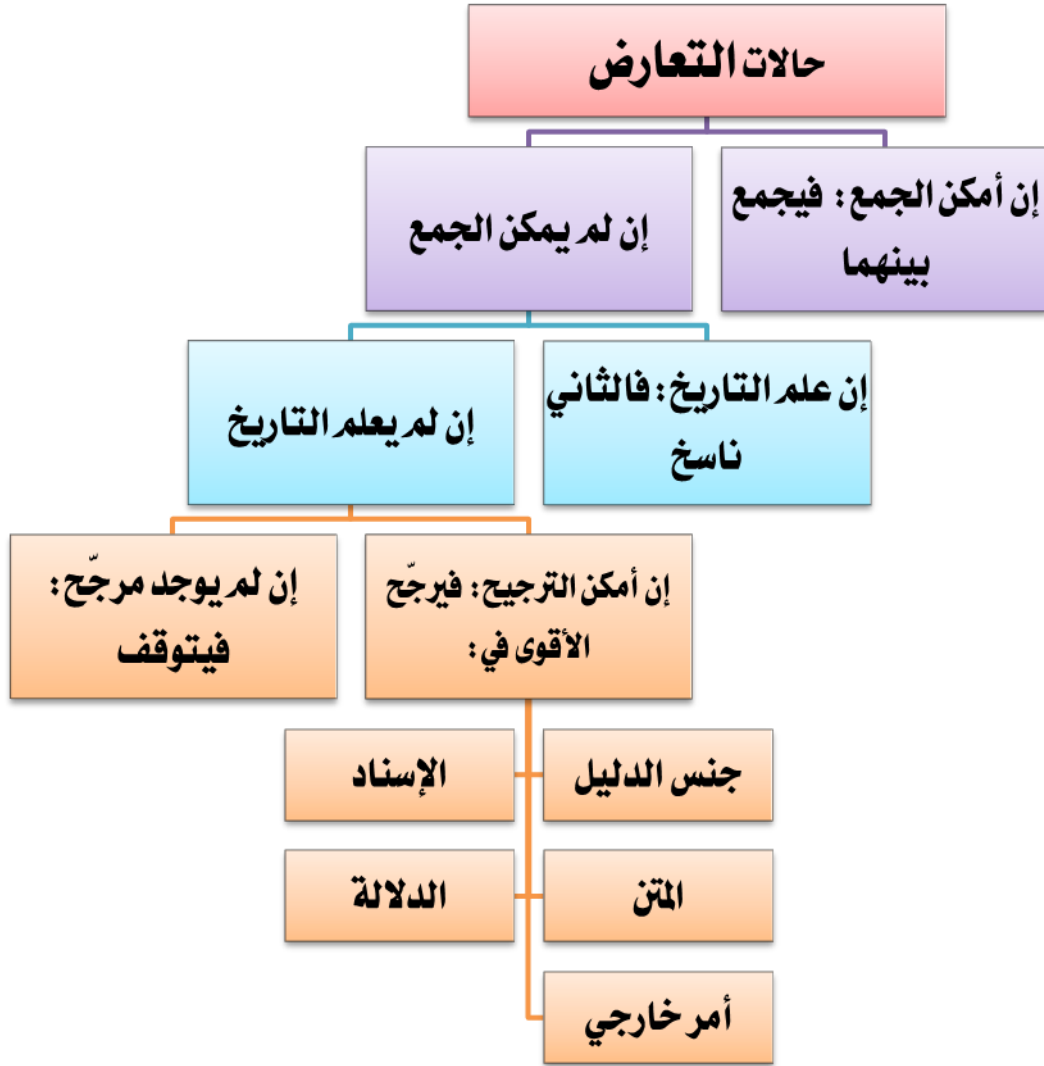 حالات التعارض
إن أمكن الجمع: فيجمع
بينهما
إن لم يمكن الجمع
إن علم التاريخ: فالثاني
ناسخ
إن لم يعلم التاريخ
إن أمكن الترجيح: فيرجّح
الأقوى في:
إن لم يوجد مرجّح:
فيتوقف
جنس الدليل
الإسناد
المتن
الدلالة
أمر خارجي